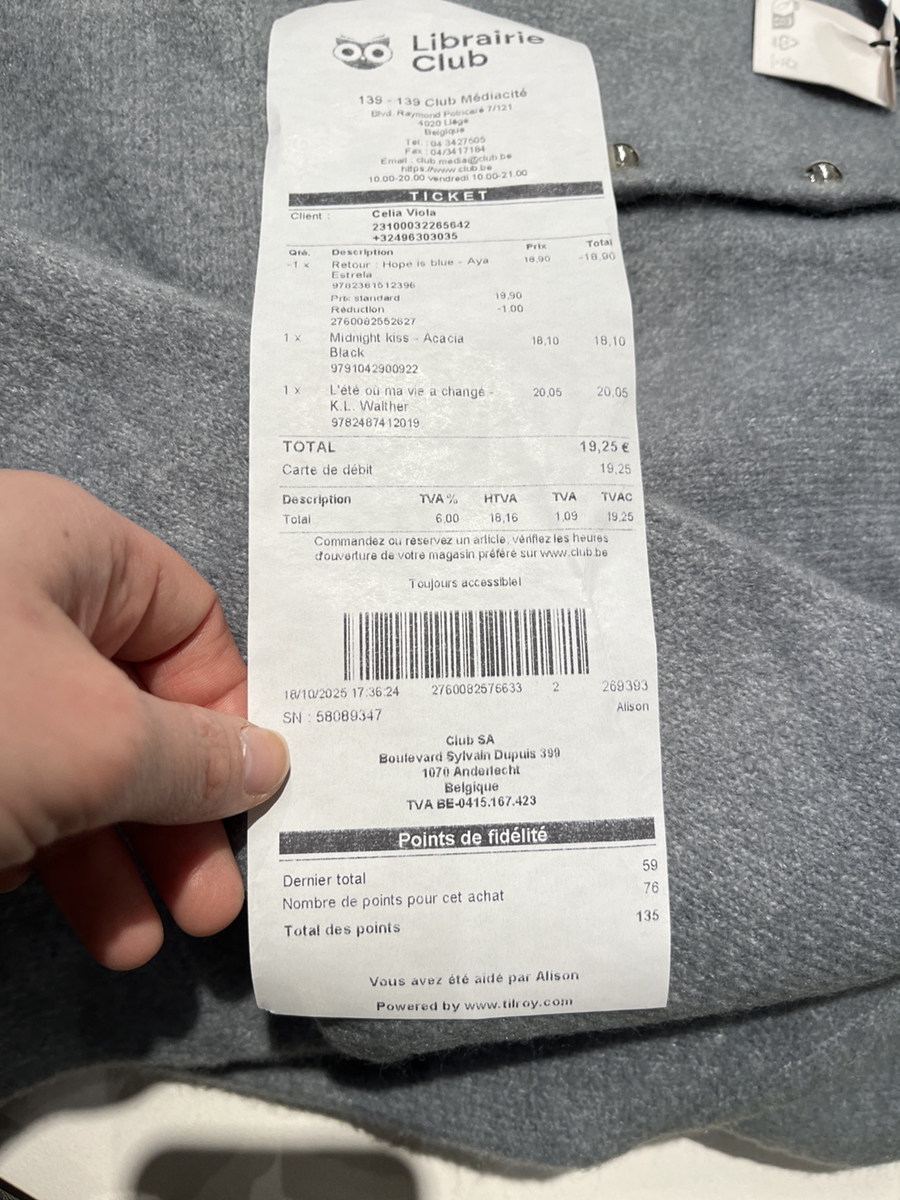 Librairie
Club
139 - 139 Club Médiacité
Blvd. Raymond Poincaré 7/121
4020 Liège
Belgique
Tél. : 04 3427605
Fax : 04/3417184
Email : club.media@club.be
https://www.club.be
10.00-20.00 vendredi 10.00-21.00
TICKET
Client : Celia Viola
23100032265642
+32496303035
Qté. Description Prix Total
-1 x Retour : Hope is blue - Aya 18,90 -18,90
Estrela
9782361512396
Prix standard 19,90
Réduction -1.00
2760082552627
1 x Midnight kiss - Acacia 18,10 18,10
Black
9791042900922
1 x L'été où ma vie a changé - 20,05 20,05
K.L. Walther
9782487412019
TOTAL 19,25 €
Carte de débit 19,25
Description TVA % HTVA TVA TVAC
Total 6,00 18,16 1,09 19,25
Commandez ou réservez un article, vérifiez les heures
d'ouverture de votre magasin préféré sur www.club.be
Toujours accessible!
18/10/2025 17:36:24 2760082576633 2 269393
SN : 58089347 Alison
Club SA
Boulevard Sylvain Dupuis 399
1070 Anderlecht
Belgique
TVA BE-0415.167.423
Points de fidélité
Dernier total 59
Nombre de points pour cet achat 76
Total des points 135
Vous avez été aidé par Alison
Powered by www.tilroy.com